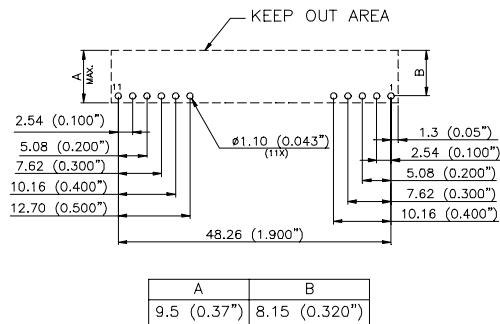 KEEP OUT AREA
A
MAX.
B
11
1
2.54 (0.100")
1.3 (0.05")
ø1.10 (0.043")
(11X)
5.08 (0.200")
2.54 (0.100")
7.62 (0.300")
5.08 (0.200")
10.16 (0.400")
7.62 (0.300")
12.70 (0.500")
10.16 (0.400")
48.26 (1.900")
A B
9.5 (0.37") 8.15 (0.320")